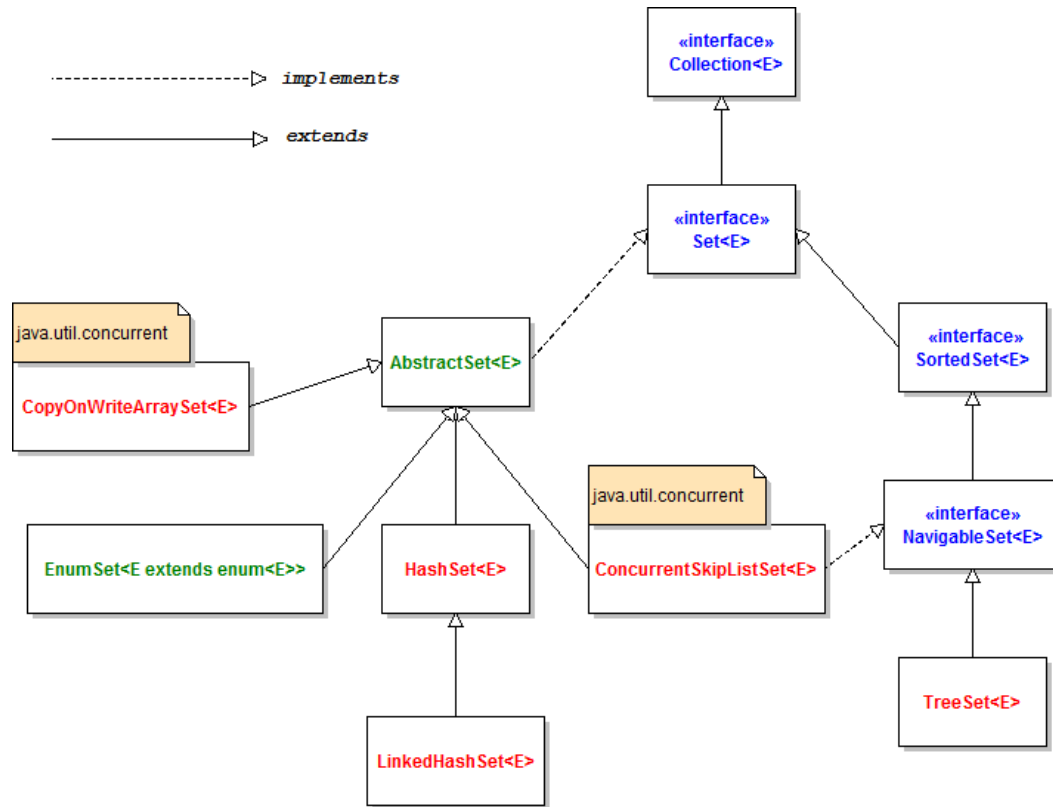 «interface»
Collection<E>
implements
extends
«interface»
Set<E>
java.util.concurrent
CopyOnWriteArraySet<E>
AbstractSet<E>
«interface»
SortedSet<E>
java.util.concurrent
EnumSet<E extends enum<E>>
HashSet<E>
ConcurrentSkipListSet<E>
«interface»
NavigableSet<E>
LinkedHashSet<E>
TreeSet<E>